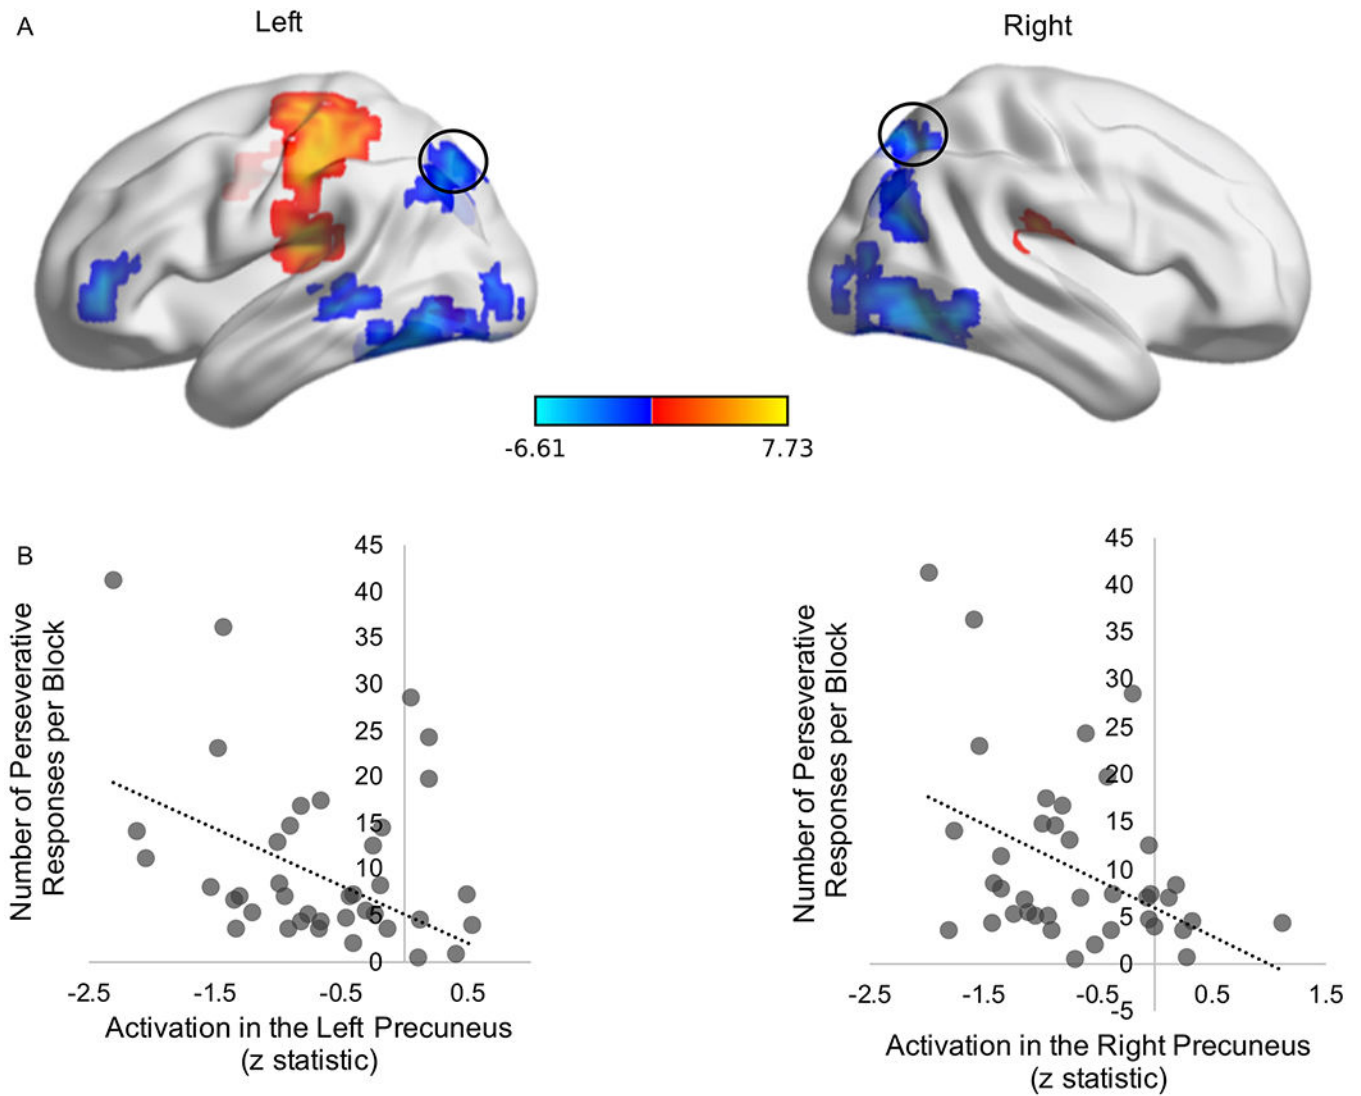 A
Left
Right
-6.61
7.73
B
Number of Perseverative
Responses per Block
45
40
35
30
25
20
15
10
5
0
-2.5
-1.5
-0.5
0.5
Activation in the Left Precuneus
(z statistic)
Number of Perseverative
Responses per Block
45
40
35
30
25
20
15
10
5
0
-5
-2.5
-1.5
-0.5
0.5
1.5
Activation in the Right Precuneus
(z statistic)